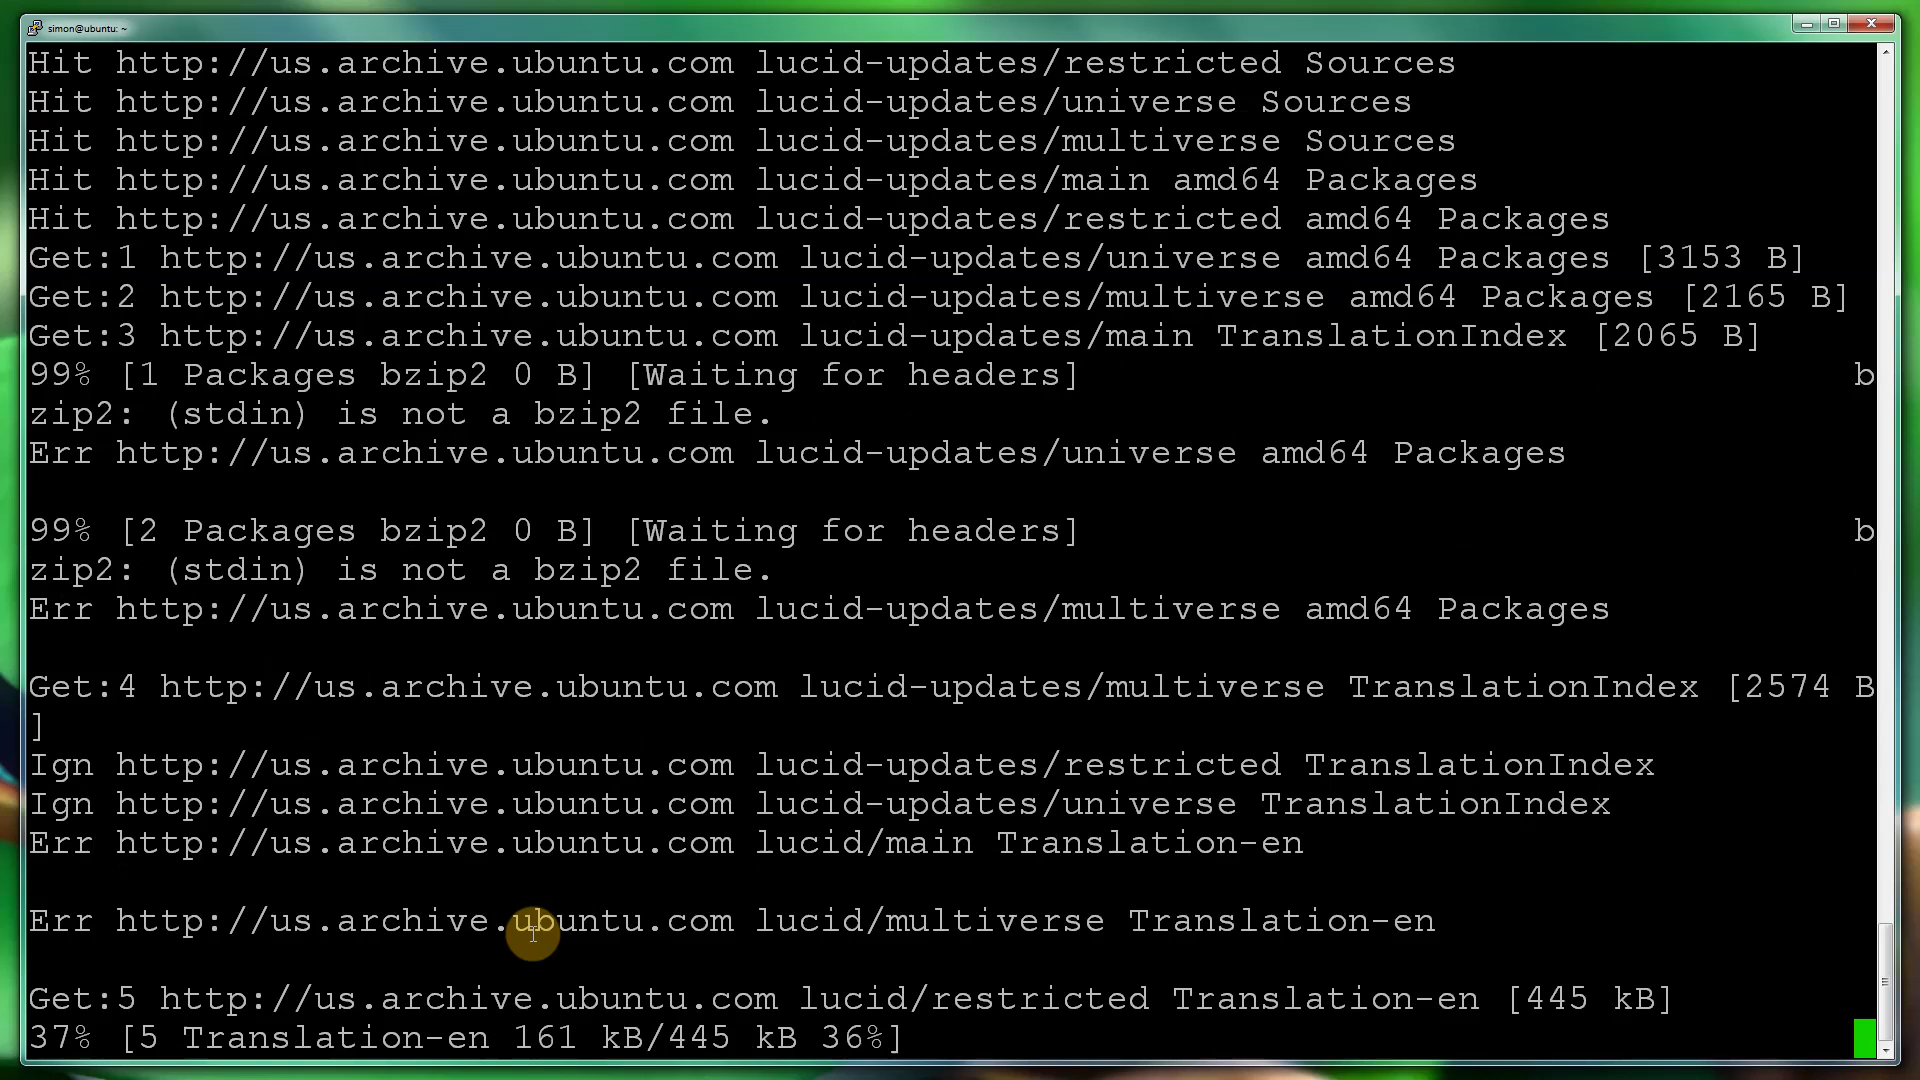 simon@ubuntu: ~
Hit http://us.archive.ubuntu.com lucid-updates/restricted Sources
Hit http://us.archive.ubuntu.com lucid-updates/universe Sources
Hit http://us.archive.ubuntu.com lucid-updates/multiverse Sources
Hit http://us.archive.ubuntu.com lucid-updates/main amd64 Packages
Hit http://us.archive.ubuntu.com lucid-updates/restricted amd64 Packages
Get:1 http://us.archive.ubuntu.com lucid-updates/universe amd64 Packages [3153 B]
Get:2 http://us.archive.ubuntu.com lucid-updates/multiverse amd64 Packages [2165 B]
Get:3 http://us.archive.ubuntu.com lucid-updates/main TranslationIndex [2065 B]
99% [1 Packages bzip2 0 B] [Waiting for headers] b
zip2: (stdin) is not a bzip2 file.
Err http://us.archive.ubuntu.com lucid-updates/universe amd64 Packages
99% [2 Packages bzip2 0 B] [Waiting for headers] b
zip2: (stdin) is not a bzip2 file.
Err http://us.archive.ubuntu.com lucid-updates/multiverse amd64 Packages
Get:4 http://us.archive.ubuntu.com lucid-updates/multiverse TranslationIndex [2574 B
]
Ign http://us.archive.ubuntu.com lucid-updates/restricted TranslationIndex
Ign http://us.archive.ubuntu.com lucid-updates/universe TranslationIndex
Err http://us.archive.ubuntu.com lucid/main Translation-en
Err http://us.archive.ubuntu.com lucid/multiverse Translation-en
Get:5 http://us.archive.ubuntu.com lucid/restricted Translation-en [445 kB]
37% [5 Translation-en 161 kB/445 kB 36%]